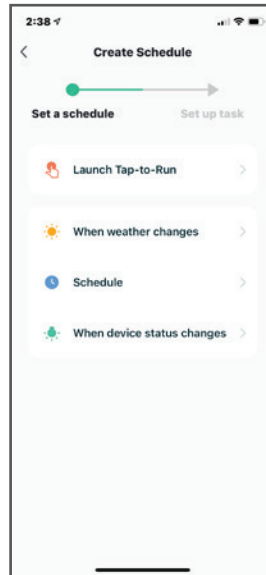 2:38
Create Schedule
Set a schedule
Set up task
Launch Tap-to-Run
When weather changes
Schedule
When device status changes